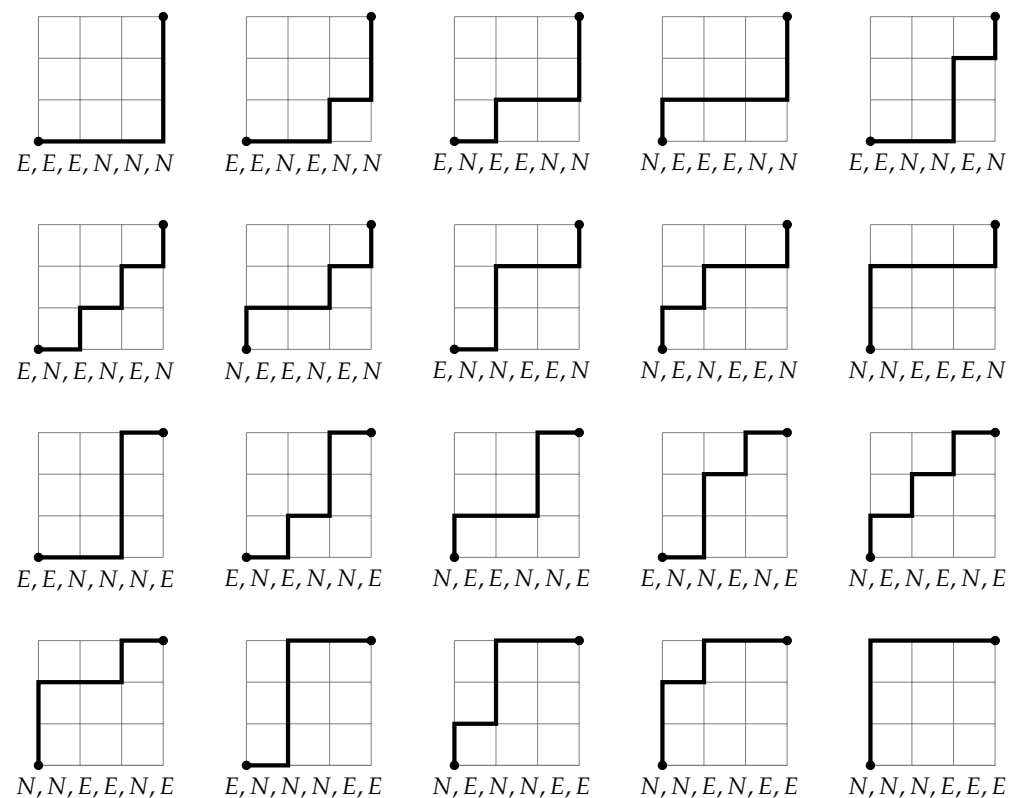 E, E, E, N, N, N
E, E, N, E, N, N
E, N, E, E, N, N
N, E, E, E, N, N
E, E, N, N, E, N
E, N, E, N, E, N
N, E, E, N, E, N
E, N, N, E, E, N
N, E, N, E, E, N
N, N, E, E, E, N
E, E, N, N, N, E
E, N, E, N, N, E
N, E, E, N, N, E
E, N, N, E, N, E
N, E, N, E, N, E
N, N, E, E, N, E
E, N, N, N, E, E
N, E, N, N, E, E
N, N, E, N, E, E
N, N, N, E, E, E